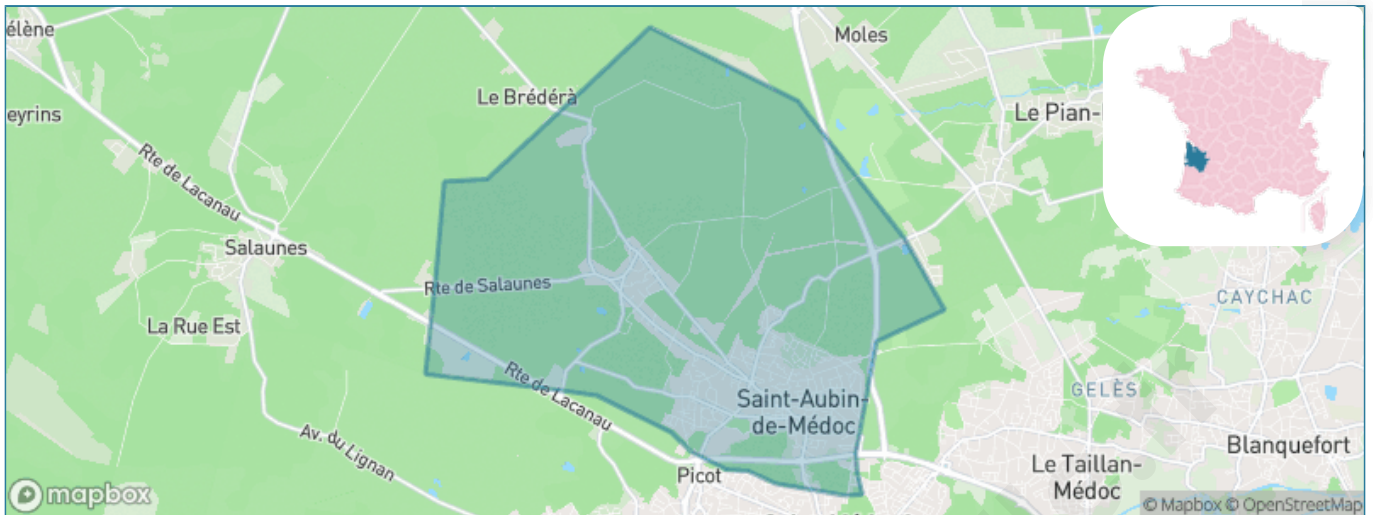 élène
Moles
Le Brédérà
Le Pian-
eyrins
Rte de Lacanau
Salaunes
Rte de Salaunes
CAYCHAC
La Rue Est
Rte de Lacanau
GELÈS
Saint-Aubin-
de-Médoc
Av. du Lignan
Blanquefort
Picot
Le Taillan-
Médoc
mapbox
© Mapbox © OpenStreetMap